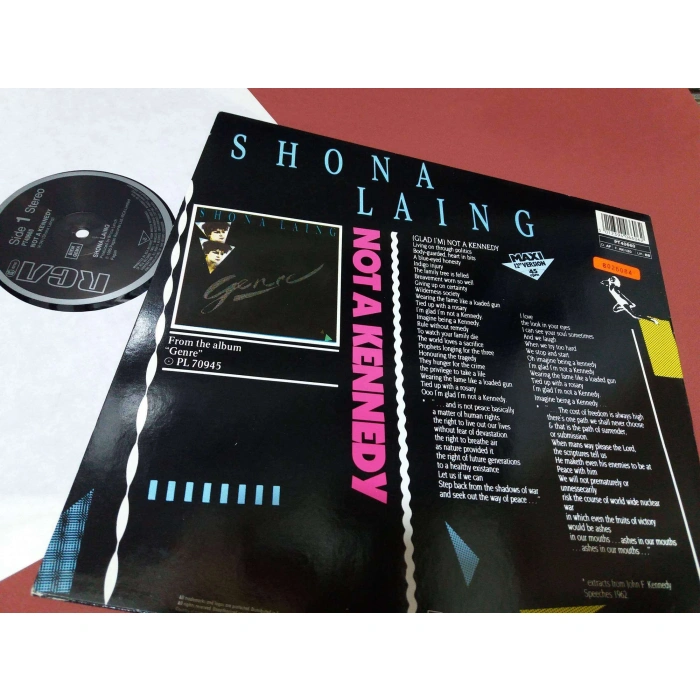 SHONA
LAING
NOT A KENNEDY
SHONA LAING
Genre
From the album
"Genre"
PL 70945
MAXI
12" VERSION
45
(GLAD I'M) NOT A KENNEDY
Living on through politics
Body-guarded, heart in bits
A blue-eyed honesty
Indigo injury
The family tree is felled
Bereavement worn so well
Giving up on certainty
Wilderness society
Wearing the fame like a loaded gun
Tied up with a rosary
I'm glad I'm not a Kennedy
Imagine being a Kennedy
Rule without remedy
To watch your family die
The world loves a sacrifice
Prophets longing for the three
Honouring the tragedy
They hunger for the crime
the privilege to take a life
Wearing the fame like a loaded gun
Tied up with a rosary
Ooo I'm glad I'm not a Kennedy
* ... and is not peace basically
a matter of human rights
the right to live out our lives
without fear of devastation
the right to breathe air
as nature provided it
the right of future generations
to a healthy existence
Let us if we can
Step back from the shadows of war
and seek out the way of peace ..."
I love
the look in your eyes
I can see your soul sometimes
And we laugh
When we try too hard
We stop and start
Oh imagine being a Kennedy
I'm glad I'm not a Kennedy
Wearing the fame like a loaded gun
Tied up with a rosary
I'm glad I'm not a Kennedy
Imagine being a Kennedy
The cost of freedom is always high
there's one path we shall never choose
& that is the path of surrender,
or submission.
When mans way please the Lord,
the scriptures tell us
He maketh even his enemies to be at
Peace with him
We will not prematurely or
unnessecarily
risk the course of world wide nuclear
war
in which even the fruits of victory
would be ashes
in our mouths ... ashes in our mouths ...
... ashes in our mouths ..."
* extracts from John F. Kennedy
Speeches 1962
Side 1 Stereo
NOT A KENNEDY
SHONA LAING
RCA